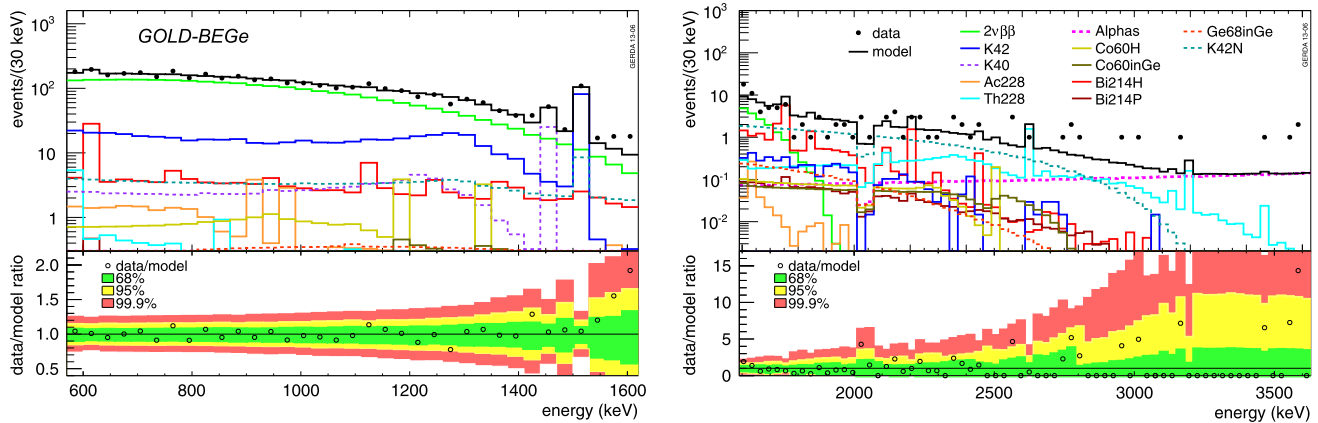 10³
10²
10
1
events/(30 keV)
GOLD-BEGe
GERDA 13-06
2.0
1.5
1.0
0.5
data/model ratio
data/model
68%
95%
99.9%
600
800
1000
1200
1400
1600
energy (keV)
10³
10²
10
1
10⁻¹
10⁻²
events/(30 keV)
data
model
2νββ
K42
K40
Ac228
Th228
Alphas
Co60H
Co60inGe
Bi214H
Bi214P
Ge68inGe
K42N
GERDA 13-06
15
10
5
0
data/model ratio
data/model
68%
95%
99.9%
2000
2500
3000
3500
energy (keV)